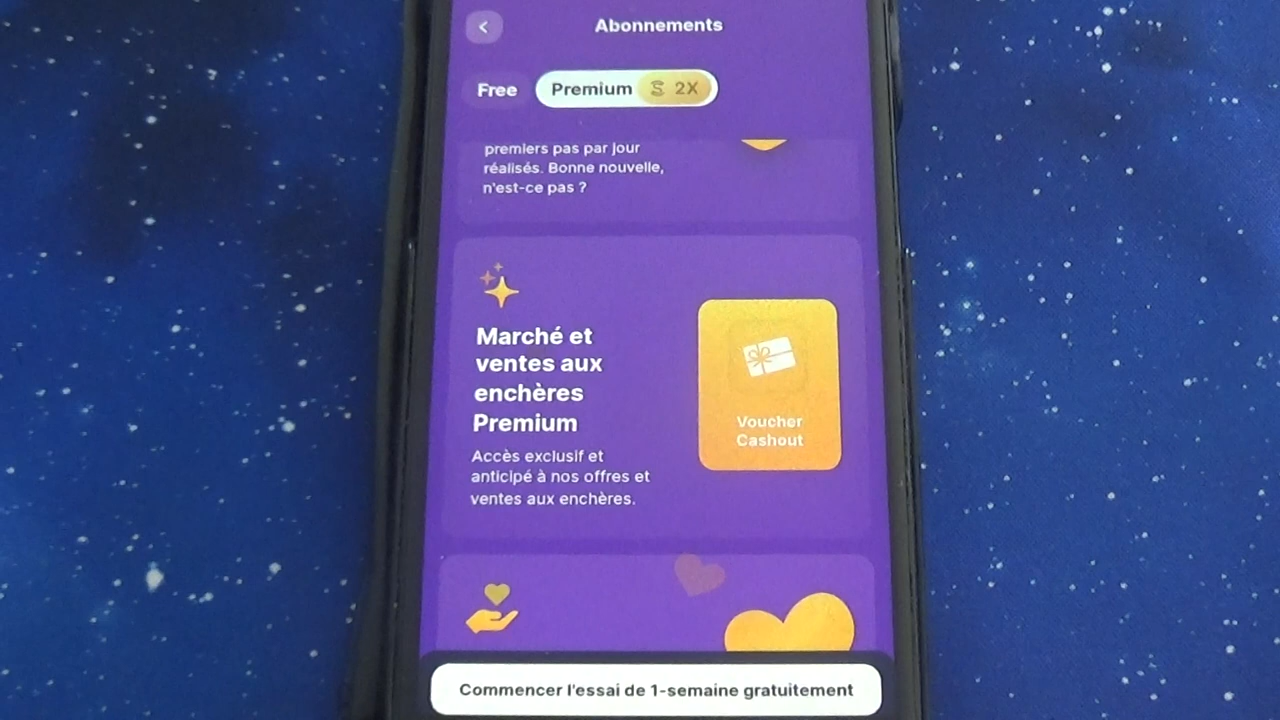 Abonnements
Free
Premium 2X
premiers pas par jour
réalisés. Bonne nouvelle,
n'est-ce pas ?
Marché et
ventes aux
enchères
Premium
Accès exclusif et
anticipé à nos offres et
ventes aux enchères.
Voucher
Cashout
Commencer l'essai de 1-semaine gratuitement